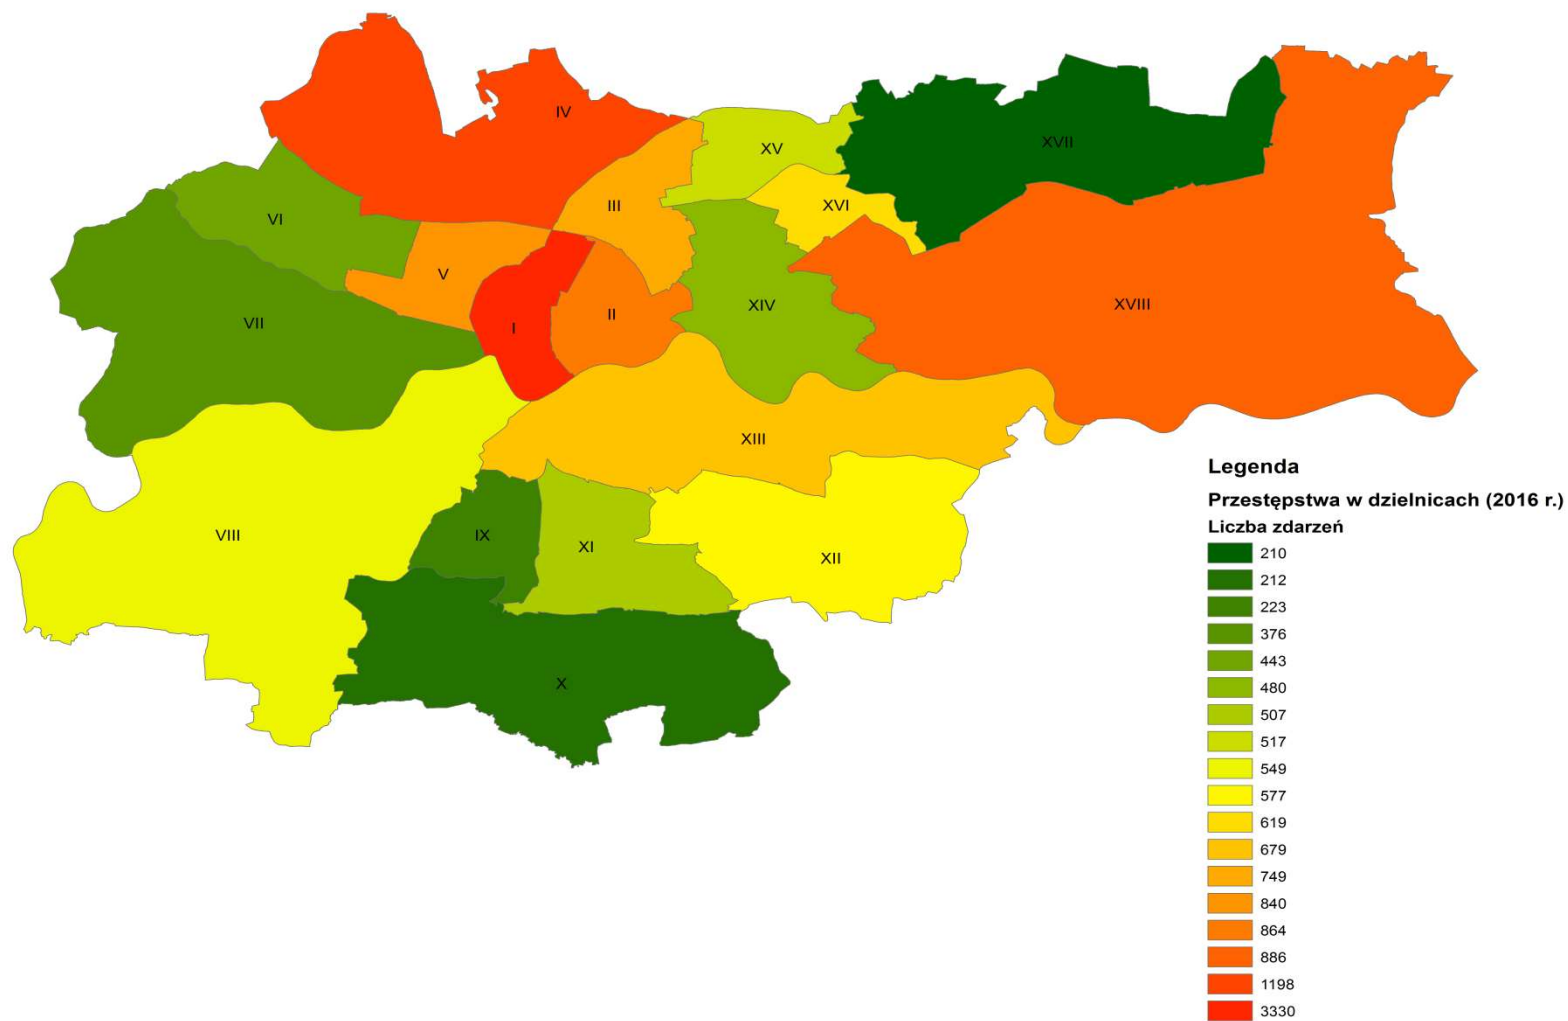 IV
XV
XVII
VI
III
XVI
V
XIV
XVIII
VII
I
II
XIII
VIII
IX
XI
XII
X
Legenda
Przestępstwa w dzielnicach (2016 r.)
Liczba zdarzeń
210
212
223
376
443
480
507
517
549
577
619
679
749
840
864
886
1198
3330